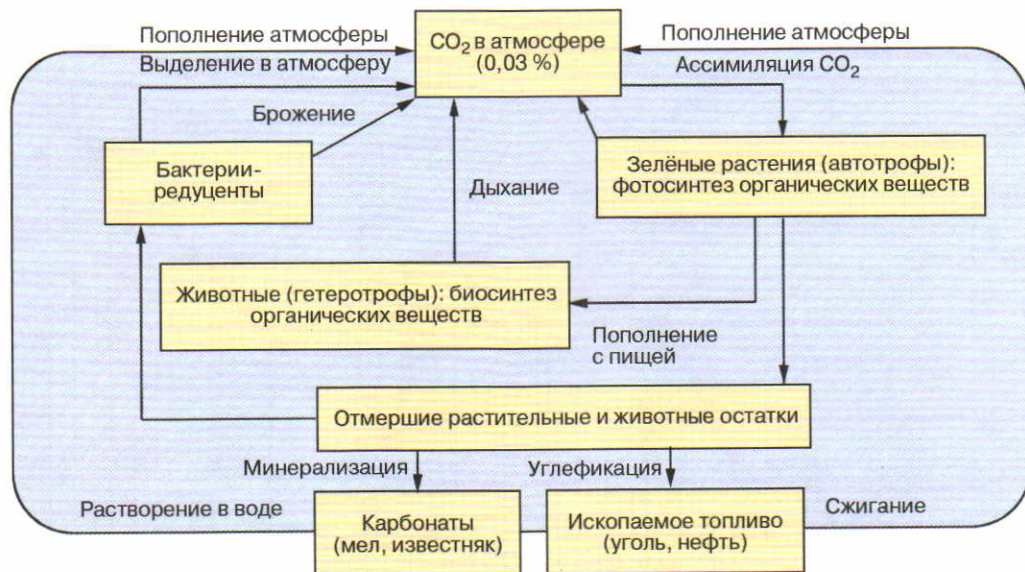 Пополнение атмосферы
Выделение в атмосферу
CO₂ в атмосфере
(0,03 %)
Пополнение атмосферы
Ассимиляция CO₂
Брожение
Бактерии-
редуценты
Дыхание
Зелёные растения (автотрофы):
фотосинтез органических веществ
Животные (гетеротрофы): биосинтез
органических веществ
Пополнение
с пищей
Отмершие растительные и животные остатки
Минерализация
Углефикация
Растворение в воде
Карбонаты
(мел, известняк)
Ископаемое топливо
(уголь, нефть)
Сжигание